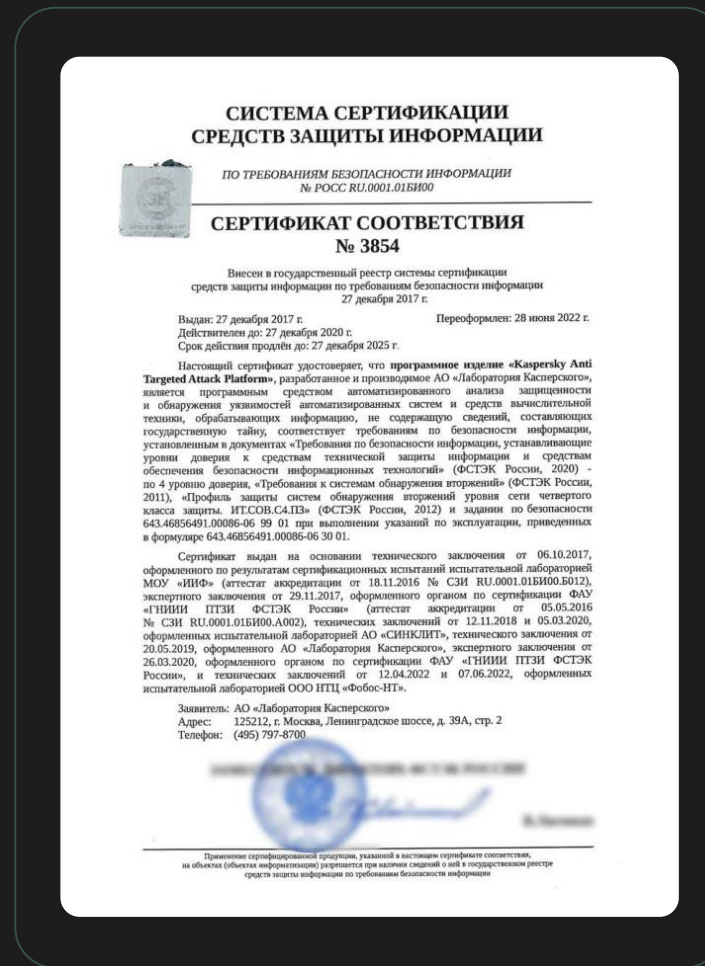 СИСТЕМА СЕРТИФИКАЦИИ
СРЕДСТВ ЗАЩИТЫ ИНФОРМАЦИИ
ПО ТРЕБОВАНИЯМ БЕЗОПАСНОСТИ ИНФОРМАЦИИ
№ РОСС RU.0001.01БИ00
СЕРТИФИКАТ СООТВЕТСТВИЯ
№ 3854
Внесен в государственный реестр системы сертификации
средств защиты информации по требованиям безопасности информации
27 декабря 2017 г.
Выдан: 27 декабря 2017 г. Переоформлен: 28 июня 2022 г.
Действителен до: 27 декабря 2020 г.
Срок действия продлён до: 27 декабря 2025 г.
Настоящий сертификат удостоверяет, что программное изделие «Kaspersky Anti
Targeted Attack Platform», разработанное и производимое АО «Лаборатория Касперского»,
является программным средством автоматизированного анализа защищенности
и обнаружения уязвимостей автоматизированных систем и средств вычислительной
техники, обрабатывающих информацию, не содержащую сведений, составляющих
государственную тайну, соответствует требованиям по безопасности информации,
установленным в документах «Требования по безопасности информации, устанавливающие
уровни доверия к средствам технической защиты информации и средствам
обеспечения безопасности информационных технологий» (ФСТЭК России, 2020) -
по 4 уровню доверия, «Требования к системам обнаружения вторжений» (ФСТЭК России,
2011), «Профиль защиты систем обнаружения вторжений уровня сети четвертого
класса защиты. ИТ.СОВ.С4.ПЗ» (ФСТЭК России, 2012) и задании по безопасности
643.46856491.00086-06 99 01 при выполнении указаний по эксплуатации, приведенных
в формуляре 643.46856491.00086-06 30 01.
Сертификат выдан на основании технического заключения от 06.10.2017,
оформленного по результатам сертификационных испытаний испытательной лабораторией
МОУ «ИИФ» (аттестат аккредитации от 18.11.2016 № СЗИ RU.0001.01БИ00.Б012),
экспертного заключения от 29.11.2017, оформленного органом по сертификации ФАУ
«ГНИИИ ПТЗИ ФСТЭК России» (аттестат аккредитации от 05.05.2016
№ СЗИ RU.0001.01БИ00.А002), технических заключений от 12.11.2018 и 05.03.2020,
оформленных испытательной лабораторией АО «СИНКЛИТ», технического заключения от
20.05.2019, оформленного АО «Лаборатория Касперского», экспертного заключения от
26.03.2020, оформленного органом по сертификации ФАУ «ГНИИИ ПТЗИ ФСТЭК
России», и технических заключений от 12.04.2022 и 07.06.2022, оформленных
испытательной лабораторией ООО НТЦ «Фобос-НТ».
Заявитель: АО «Лаборатория Касперского»
Адрес: 125212, г. Москва, Ленинградское шоссе, д. 39А, стр. 2
Телефон: (495) 797-8700
Применение сертифицированной продукции, указанной в настоящем сертификате соответствия,
на объектах (объектах информатизации) разрешается при наличии сведений о ней в государственном реестре
средств защиты информации по требованиям безопасности информации